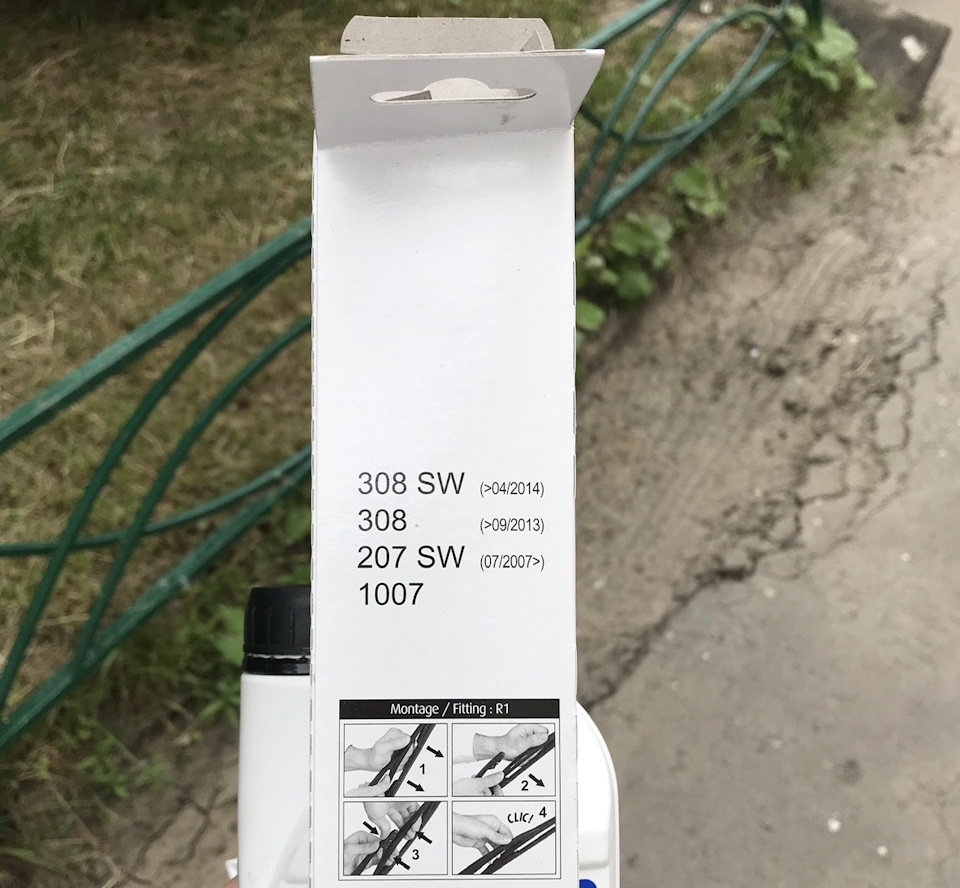 308 SW (>04/2014)
308 (>09/2013)
207 SW (07/2007>)
1007
Montage / Fitting : R1
1
2
3
CLIC! 4